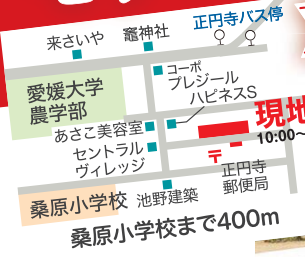 正円寺バス停
竈神社
来さいや
コーポ
プレジール
ハピネスS
愛媛大学
農学部
現地
10:00~
あさこ美容室
セントラル
ヴィレッジ
〒
正円寺
郵便局
桑原小学校
池野建築
桑原小学校まで400m